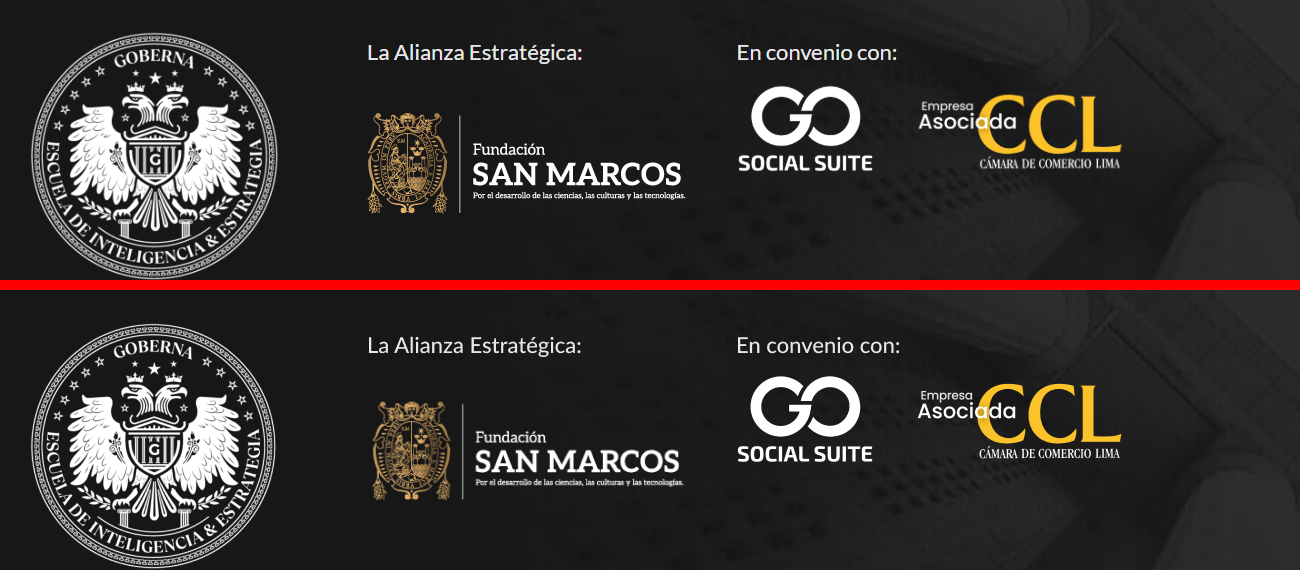 GOBERNA
ESCUELA DE INTELIGENCIA & ESTRATEGIA
G
La Alianza Estratégica:
Fundación
SAN MARCOS
Por el desarrollo de las ciencias, las culturas y las tecnologías.
En convenio con:
GO
SOCIAL SUITE
Empresa
Asociada
CCL
CÁMARA DE COMERCIO LIMA
GOBERNA
ESCUELA DE INTELIGENCIA & ESTRATEGIA
G
La Alianza Estratégica:
Fundación
SAN MARCOS
Por el desarrollo de las ciencias, las culturas y las tecnologías.
En convenio con:
GO
SOCIAL SUITE
Empresa
Asociada
CCL
CÁMARA DE COMERCIO LIMA